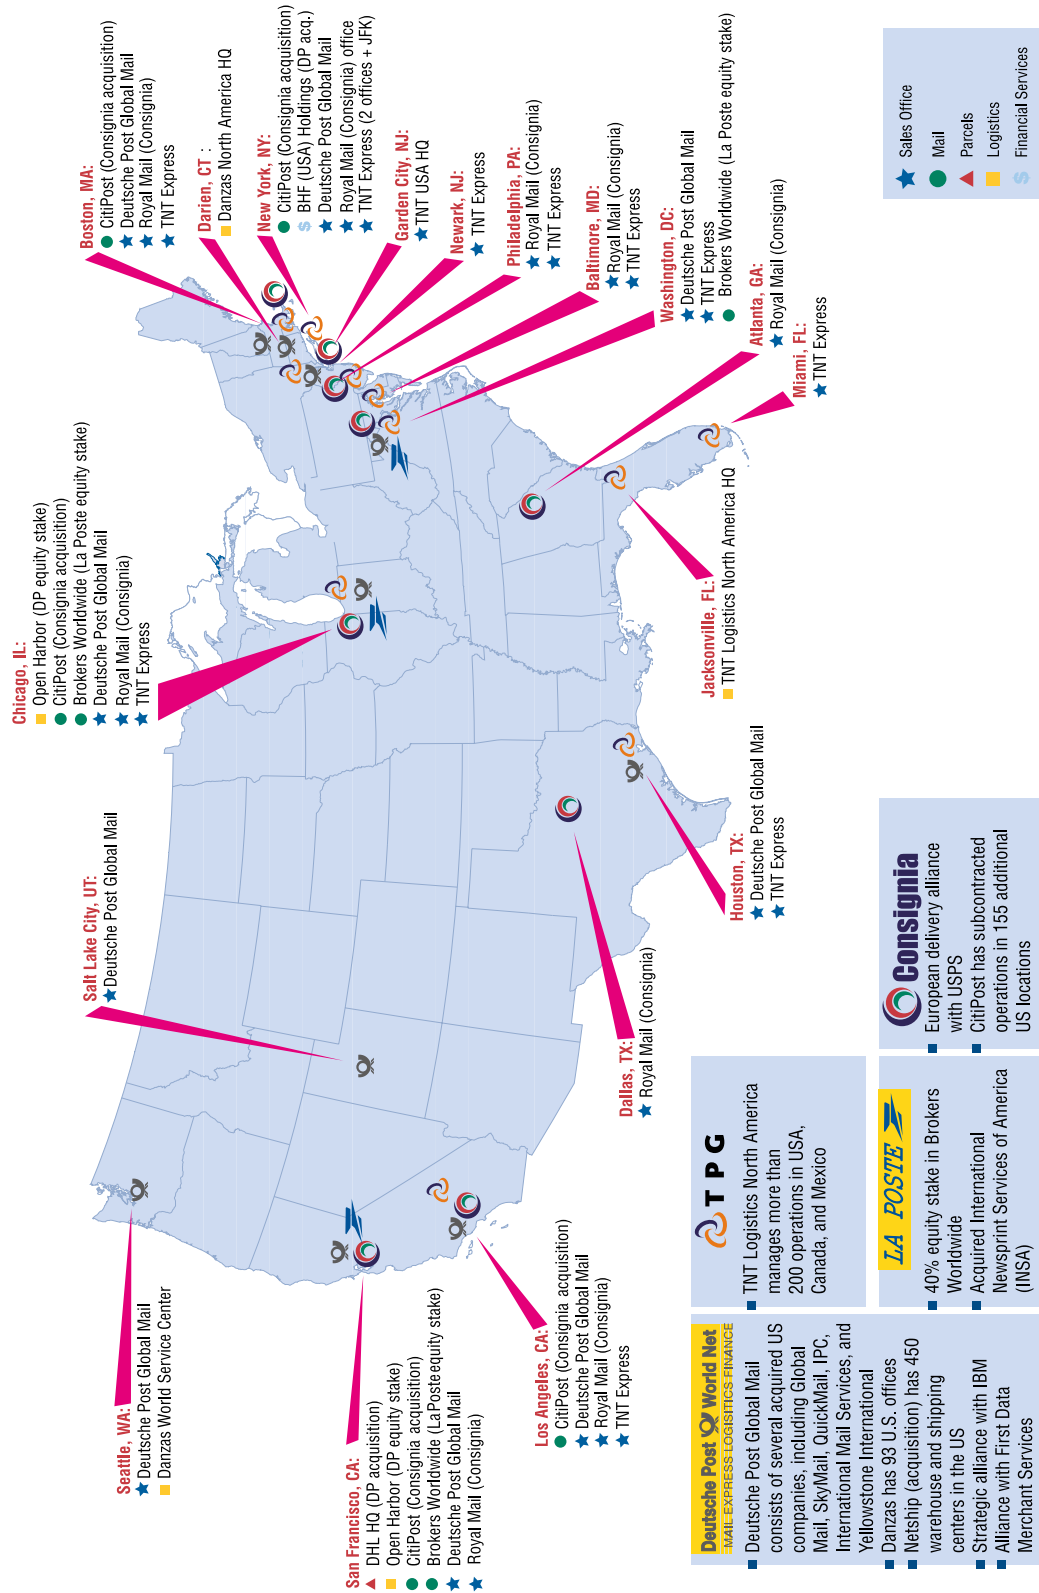 Seattle, WA:
Deutsche Post Global Mail
Danzas World Service Center
San Francisco, CA:
DHL HQ (DP acquisition)
Open Harbor (DP equity stake)
CitiPost (Consignia acquisition)
Brokers Worldwide (LaPoste equity stake)
Deutsche Post Global Mail
Royal Mail (Consignia)
Los Angeles, CA:
CitiPost (Consignia acquisition)
Deutsche Post Global Mail
Royal Mail (Consignia)
TNT Express
Salt Lake City, UT:
Deutsche Post Global Mail
Dallas, TX:
Royal Mail (Consignia)
Houston, TX:
Deutsche Post Global Mail
TNT Express
Chicago, IL:
Open Harbor (DP equity stake)
CitiPost (Consignia acquisition)
Brokers Worldwide (La Poste equity stake)
Deutsche Post Global Mail
Royal Mail (Consignia)
TNT Express
Jacksonville, FL:
TNT Logistics North America HQ
Boston, MA:
CitiPost (Consignia acquisition)
Deutsche Post Global Mail
Royal Mail (Consignia)
TNT Express
Darien, CT :
Danzas North America HQ
New York, NY:
CitiPost (Consignia acquisition)
$ BHF (USA) Holdings (DP acq.)
Deutsche Post Global Mail
Royal Mail (Consignia) office
TNT Express (2 offices + JFK)
Garden City, NJ:
TNT USA HQ
Newark, NJ:
TNT Express
Philadelphia, PA:
Royal Mail (Consignia)
TNT Express
Baltimore, MD:
Royal Mail (Consignia)
TNT Express
Washington, DC:
Deutsche Post Global Mail
TNT Express
Brokers Worldwide (La Poste equity stake)
Atlanta, GA:
Royal Mail (Consignia)
Miami, FL:
TNT Express
Deutsche Post World Net
MAIL EXPRESS LOGISTICS FINANCE
Deutsche Post Global Mail
consists of several acquired US
companies, including Global
Mail, SkyMail, QuickMail, IPC,
International Mail Services, and
Yellowstone International
Danzas has 93 U.S. offices
Netship (acquisition) has 450
warehouse and shipping
centers in the US
Strategic alliance with IBM
Alliance with First Data
Merchant Services
TPG
TNT Logistics North America
manages more than
200 operations in USA,
Canada, and Mexico
LA POSTE
40% equity stake in Brokers
Worldwide
Acquired International
Newsprint Services of America
(INSA)
Consignia
European delivery alliance
with USPS
CitiPost has subcontracted
operations in 155 additional
US locations
Sales Office
Mail
Parcels
Logistics
$ Financial Services